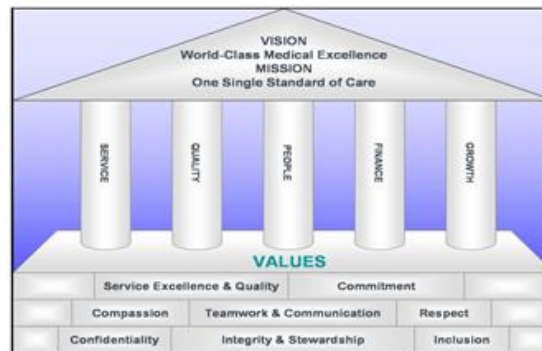 VISION
World-Class Medical Excellence
MISSION
One Single Standard of Care
SERVICE
QUALITY
PEOPLE
FINANCE
GROWTH
VALUES
Service Excellence & Quality Commitment
Compassion Teamwork & Communication Respect
Confidentiality Integrity & Stewardship Inclusion